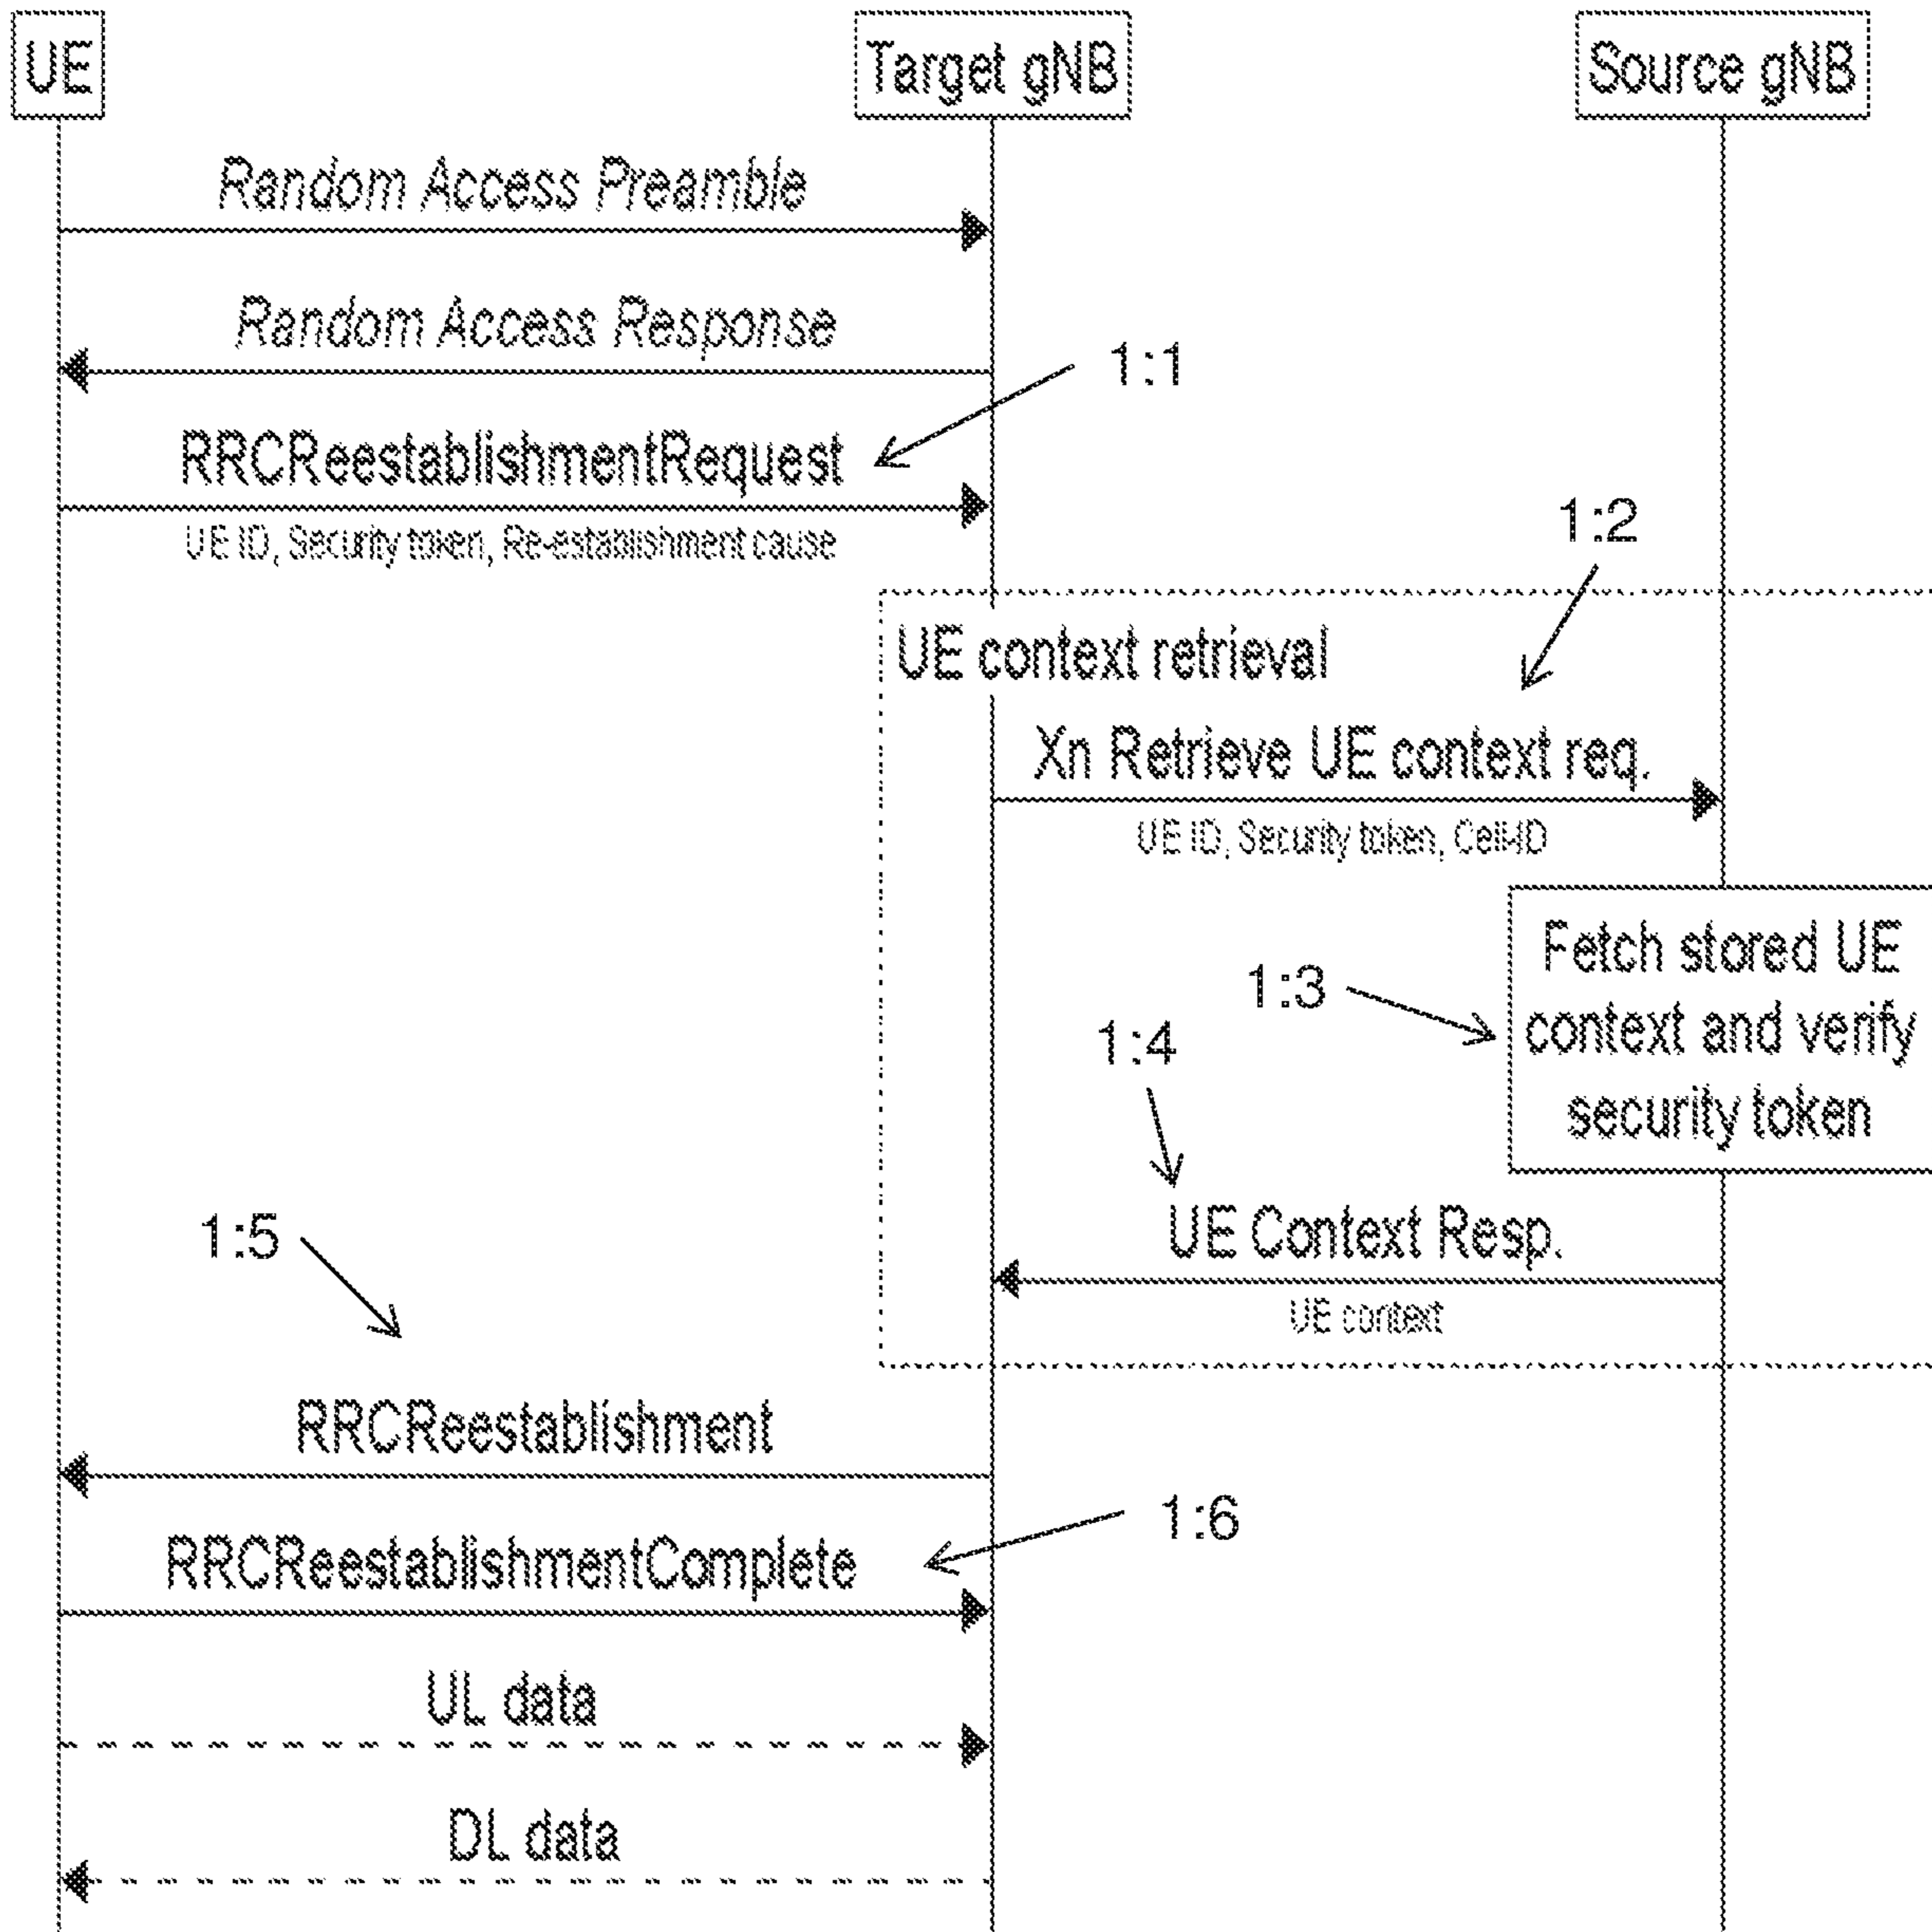 UE
Target gNB
Source gNB
Random Access Preamble
Random Access Response
1:1
RRCReestablishmentRequest
UE ID, Security token, Re-establishment cause
1:2
UE context retrieval
Xn Retrieve UE context req.
UE ID, Security token, Cell-ID
Fetch stored UE
context and verify
security token
1:3
1:4
UE Context Resp.
UE context
1:5
RRCReestablishment
1:6
RRCReestablishmentComplete
UL data
DL data